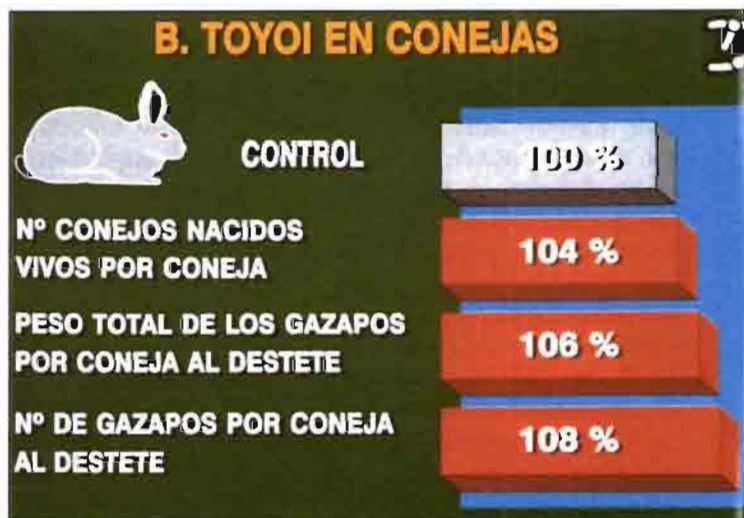 B. TOYOI EN CONEJAS
CONTROL
100 %
Nº CONEJOS NACIDOS
VIVOS POR CONEJA
104 %
PESO TOTAL DE LOS GAZAPOS
POR CONEJA AL DESTETE
106 %
Nº DE GAZAPOS POR CONEJA
AL DESTETE
108 %